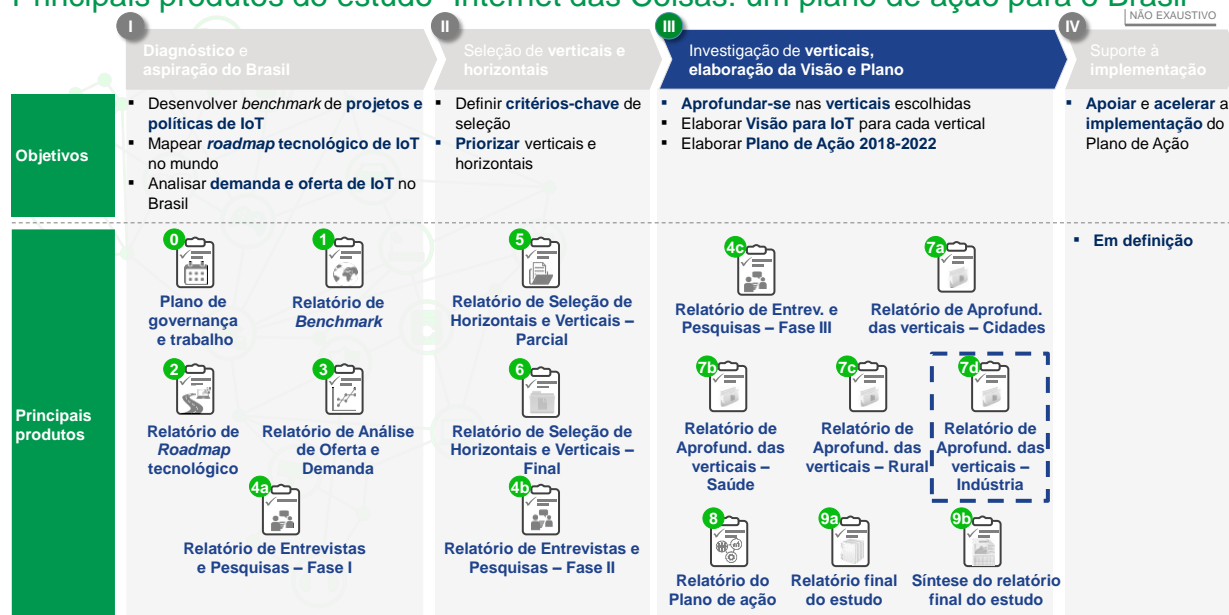 Principais produtos do estudo "Internet das Coisas: um plano de ação para o Brasil"
NÃO EXAUSTIVO
I
Diagnóstico e
aspiração do Brasil
II
Seleção de verticais e
horizontais
III
Investigação de verticais,
elaboração da Visão e Plano
IV
Suporte à
implementação
Objetivos
▪ Desenvolver benchmark de projetos e
políticas de IoT
▪ Mapear roadmap tecnológico de IoT
no mundo
▪ Analisar demanda e oferta de IoT no
Brasil
▪ Definir critérios-chave de
seleção
▪ Priorizar verticais e
horizontais
▪ Aprofundar-se nas verticais escolhidas
▪ Elaborar Visão para IoT para cada vertical
▪ Elaborar Plano de Ação 2018-2022
▪ Apoiar e acelerar a
implementação do
Plano de Ação
Principais
produtos
0
Plano de
governança
e trabalho
1
Relatório de
Benchmark
2
Relatório de
Roadmap
tecnológico
3
Relatório de Análise
de Oferta e
Demanda
4a
Relatório de Entrevistas
e Pesquisas – Fase I
5
Relatório de Seleção de
Horizontais e Verticais –
Parcial
6
Relatório de Seleção de
Horizontais e Verticais –
Final
4b
Relatório de Entrevistas e
Pesquisas – Fase II
4c
Relatório de Entrev. e
Pesquisas – Fase III
7a
Relatório de Aprofund.
das verticais – Cidades
7b
Relatório de
Aprofund. das
verticais –
Saúde
7c
Relatório de
Aprofund. das
verticais – Rural
7d
Relatório de
Aprofund. das
verticais –
Indústria
8
Relatório do
Plano de ação
9a
Relatório final
do estudo
9b
Síntese do relatório
final do estudo
▪ Em definição